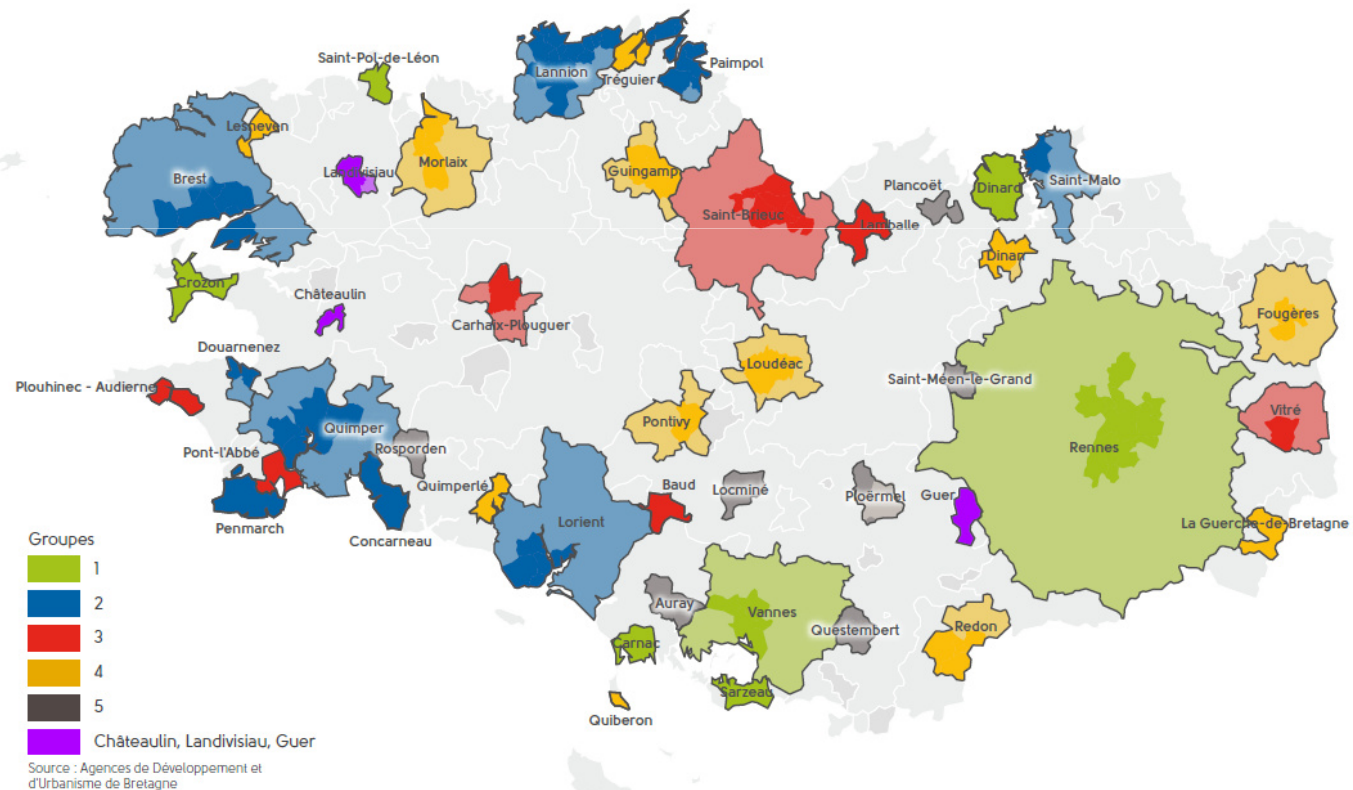 Saint-Pol-de-Léon
Lannion
Tréguier
Paimpol
Lesneven
Brest
Landivisiau
Morlaix
Guingamp
Saint-Brieuc
Lamballe
Plancoët
Dinard
Saint-Malo
Dinan
Crozon
Châteaulin
Carhaix-Plouguer
Fougères
Douarnenez
Plouhinec - Audierne
Loudéac
Saint-Méen-le-Grand
Vitré
Quimper
Pontivy
Rennes
Pont-l'Abbé
Rosporden
Quimperlé
Baud
Locminé
Ploërmel
Guer
Penmarch
Concarneau
Lorient
La Guerche-de-Bretagne
Auray
Vannes
Questembert
Redon
Carnac
Sarzeau
Quiberon
Groupes
1
2
3
4
5
Châteaulin, Landivisiau, Guer
Source : Agences de Développement et
d'Urbanisme de Bretagne